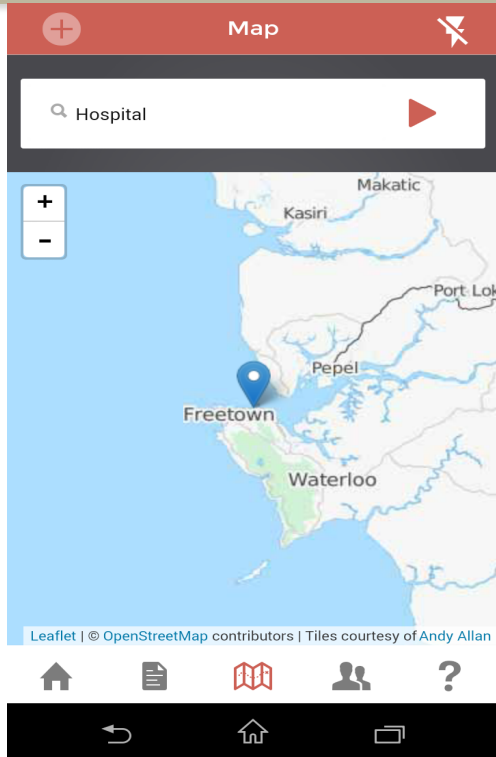 Map
Hospital
+
-
Makatic
Kasiri
Port Lok
Pepel
Freetown
Waterloo
Leaflet | © OpenStreetMap contributors | Tiles courtesy of Andy Allan
?